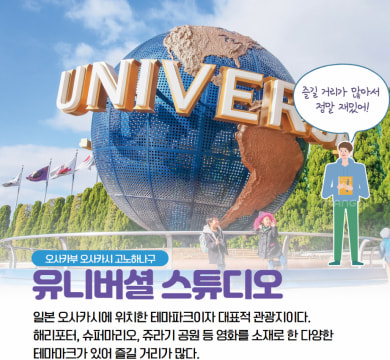 UNIVER
즐길 거리가 많아서
정말 재밌어!
오사카부 오사카시 고노하나구
유니버셜 스튜디오
일본 오사카시에 위치한 테마파크이자 대표적 관광지이다.
해리포터, 슈퍼마리오, 쥬라기 공원 등 영화를 소재로 한 다양한
테마마크가 있어 즐길 거리가 많다.